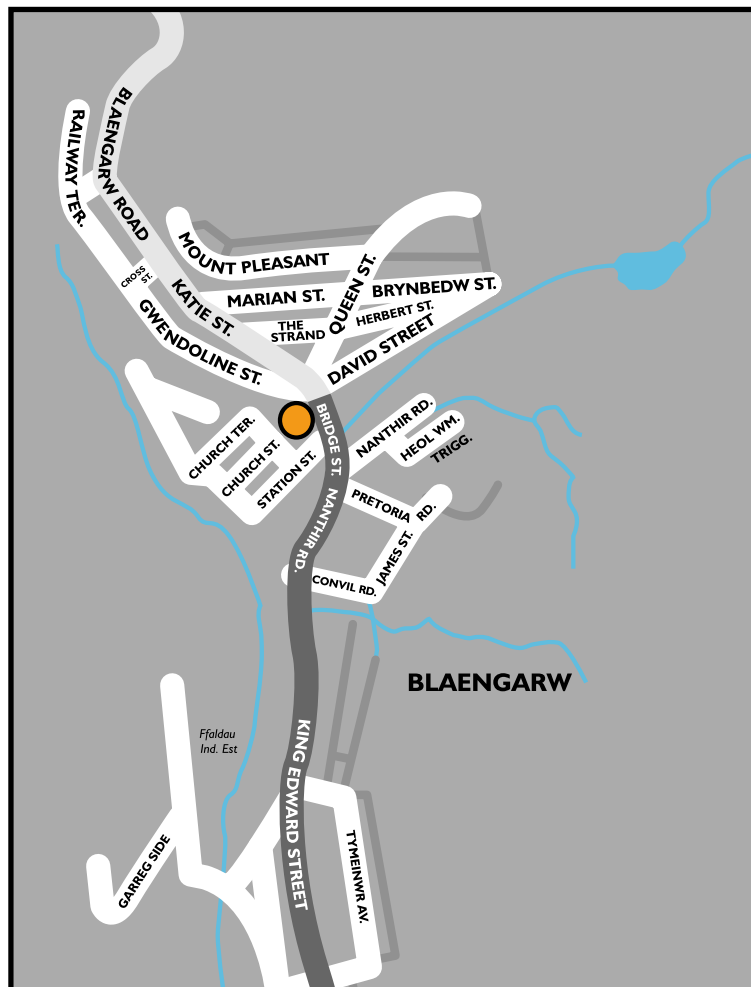 BLAENGARW ROAD
RAILWAY TER.
MOUNT PLEASANT
CROSS
ST.
KATIE ST.
MARIAN ST.
QUEEN ST.
BRYNBEDW ST.
GWENDOLINE ST.
THE
STRAND
HERBERT ST.
DAVID STREET
BRIDGE ST.
NANTHIR RD.
HEOL WM.
TRIGG.
CHURCH TER.
CHURCH ST.
STATION ST.
NANTHIR RD.
PRETORIA RD.
JAMES ST.
CONVIL RD.
BLAENGARW
Ffaldau
Ind. Est
KING EDWARD STREET
GARREG SIDE
TYMEINWR AV.